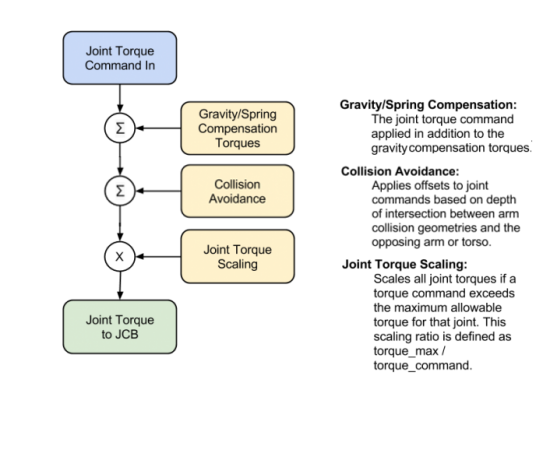 Joint Torque
Command In
Σ
Gravity/Spring
Compensation
Torques
Σ
Collision
Avoidance
X
Joint Torque
Scaling
Joint Torque
to JCB
Gravity/Spring Compensation:
The joint torque command
applied in addition to the
gravity compensation torques.
Collision Avoidance:
Applies offsets to joint
commands based on depth
of intersection between arm
collision geometries and the
opposing arm or torso.
Joint Torque Scaling:
Scales all joint torques if a
torque command exceeds
the maximum allowable
torque for that joint. This
scaling ratio is defined as
torque_max /
torque_command.